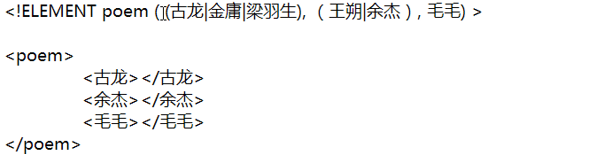 <!ELEMENT poem ((古龙|金庸|梁羽生), （ 王朔|余杰 ）, 毛毛) >
<poem>
<古龙></古龙>
<余杰></余杰>
<毛毛></毛毛>
</poem>